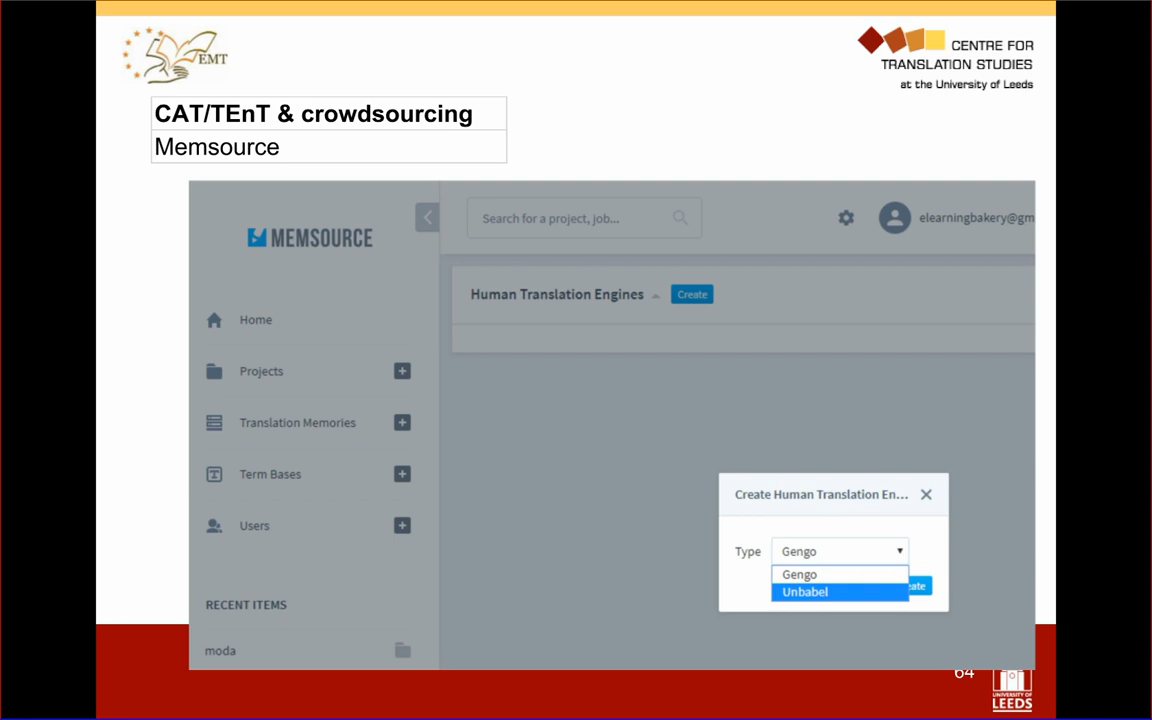 EMT
CENTRE FOR
TRANSLATION STUDIES
at the University of Leeds
CAT/TEnT & crowdsourcing
Memsource
MEMSOURCE
Search for a project, job...
elearningbakery@gm
Human Translation Engines
Create
Home
Projects
Translation Memories
Term Bases
Users
RECENT ITEMS
moda
Create Human Translation En...
Type
Gengo
Gengo
Unbabel
eate
64
UNIVERSITY OF
LEEDS